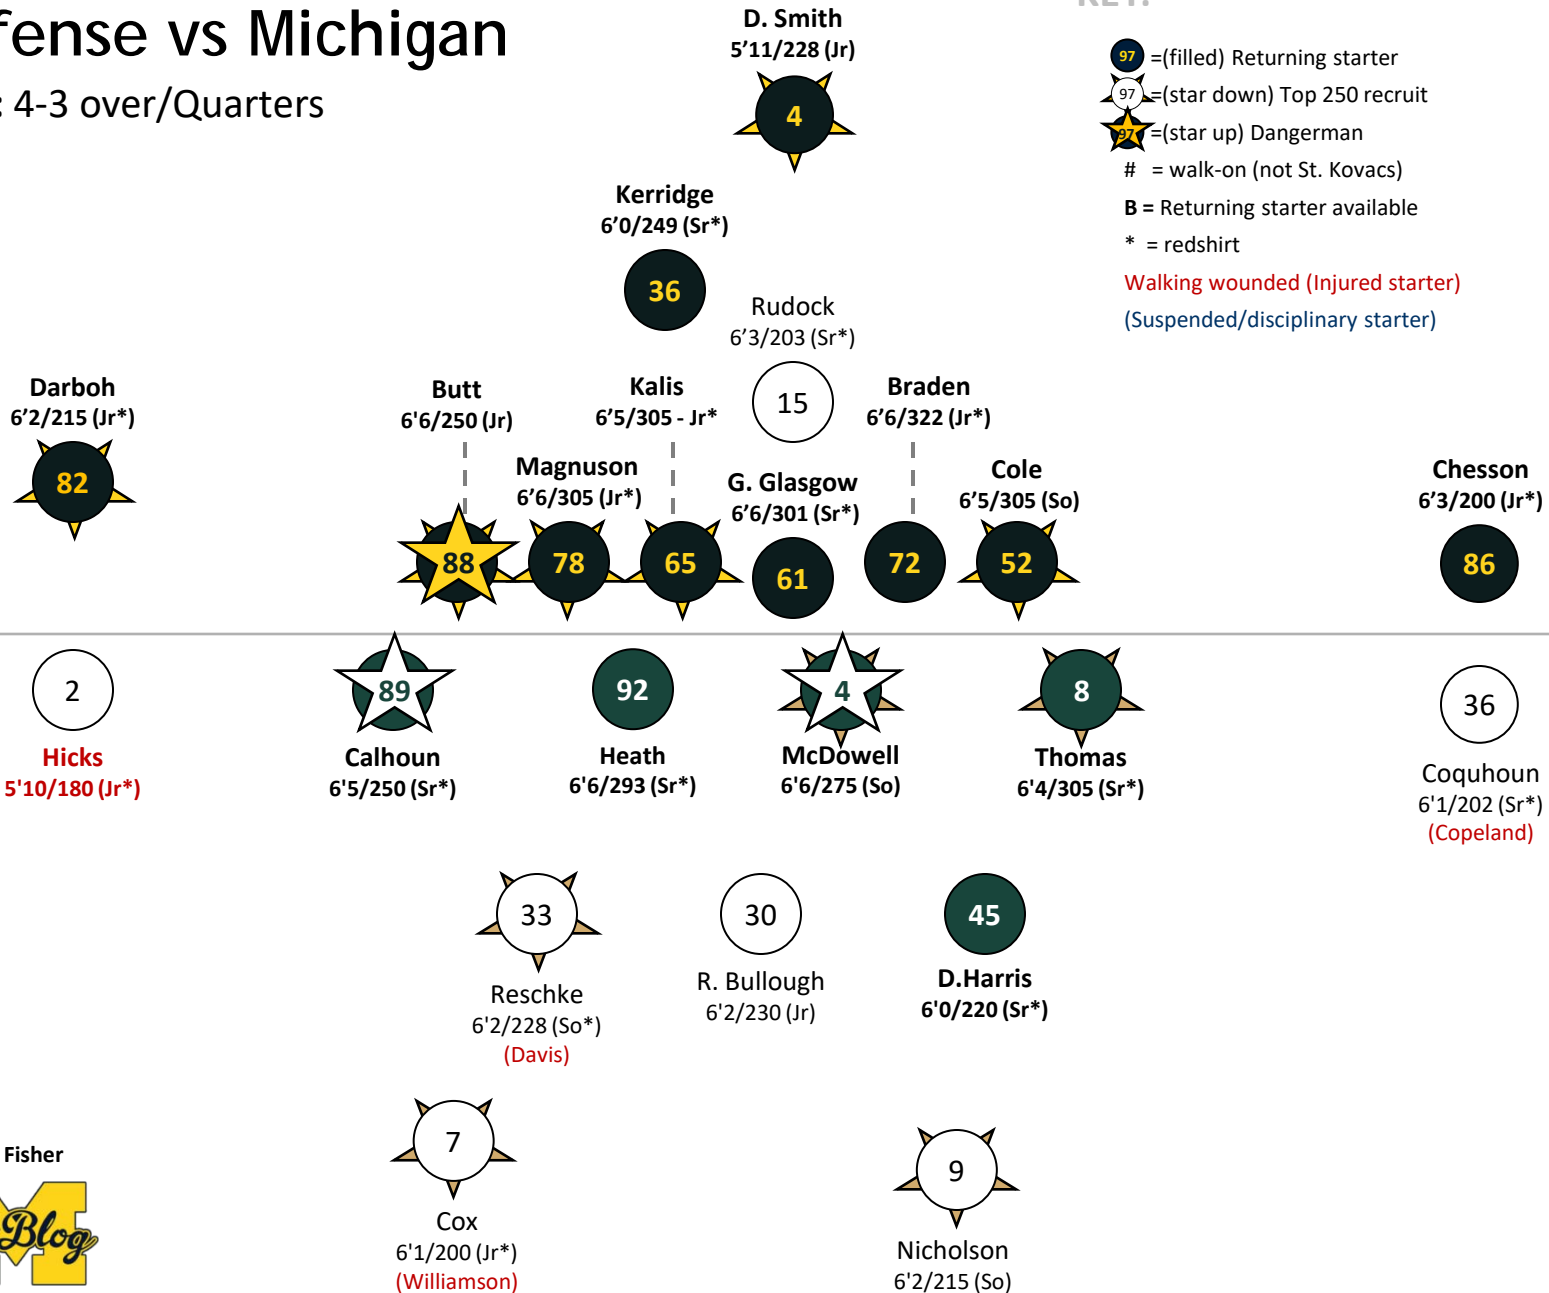 fense vs Michigan
: 4-3 over/Quarters
KEY:
97 =(filled) Returning starter
97 =(star down) Top 250 recruit
97 =(star up) Dangerman
# = walk-on (not St. Kovacs)
B = Returning starter available
* = redshirt
Walking wounded (Injured starter)
(Suspended/disciplinary starter)
D. Smith
5’11/228 (Jr)
4
Kerridge
6’0/249 (Sr*)
36
Rudock
6’3/203 (Sr*)
15
Darboh
6’2/215 (Jr*)
82
Butt
6'6/250 (Jr)
88
Magnuson
6’6/305 (Jr*)
78
Kalis
6’5/305 - Jr*
65
G. Glasgow
6’6/301 (Sr*)
61
Braden
6’6/322 (Jr*)
72
Cole
6’5/305 (So)
52
Chesson
6’3/200 (Jr*)
86
2
Hicks
5'10/180 (Jr*)
89
Calhoun
6'5/250 (Sr*)
92
Heath
6'6/293 (Sr*)
4
McDowell
6'6/275 (So)
8
Thomas
6'4/305 (Sr*)
36
Coquhoun
6'1/202 (Sr*)
(Copeland)
33
Reschke
6'2/228 (So*)
(Davis)
30
R. Bullough
6'2/230 (Jr)
45
D.Harris
6'0/220 (Sr*)
7
Cox
6'1/200 (Jr*)
(Williamson)
9
Nicholson
6'2/215 (So)
Fisher
Blog